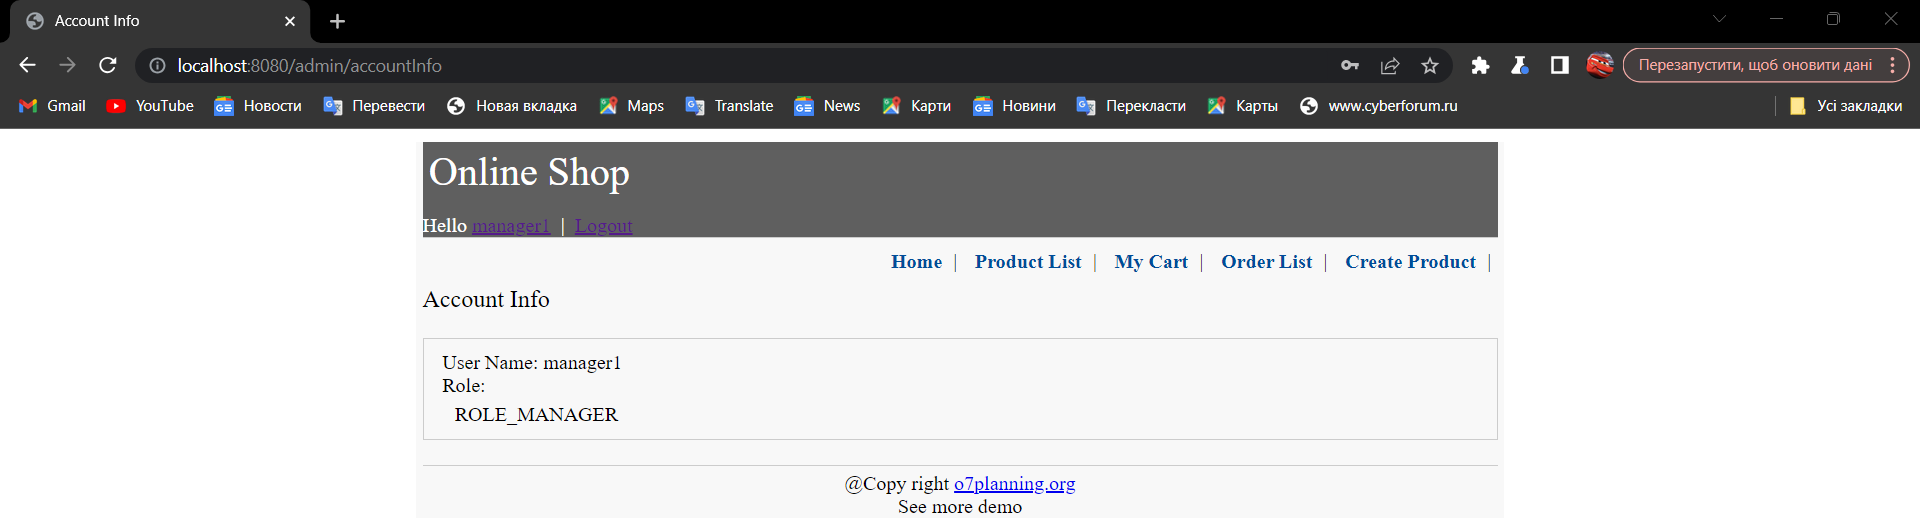 Account Info
localhost:8080/admin/accountInfo
Перезапустити, щоб оновити дані
Gmail YouTube Новости Перевести Новая вкладка Maps Translate News Карти Новини Перекласти Карты www.cyberforum.ru Усі закладки
Online Shop
Hello manager1 | Logout
Home | Product List | My Cart | Order List | Create Product |
Account Info
User Name: manager1
Role:
ROLE_MANAGER
@Copy right o7planning.org
See more demo